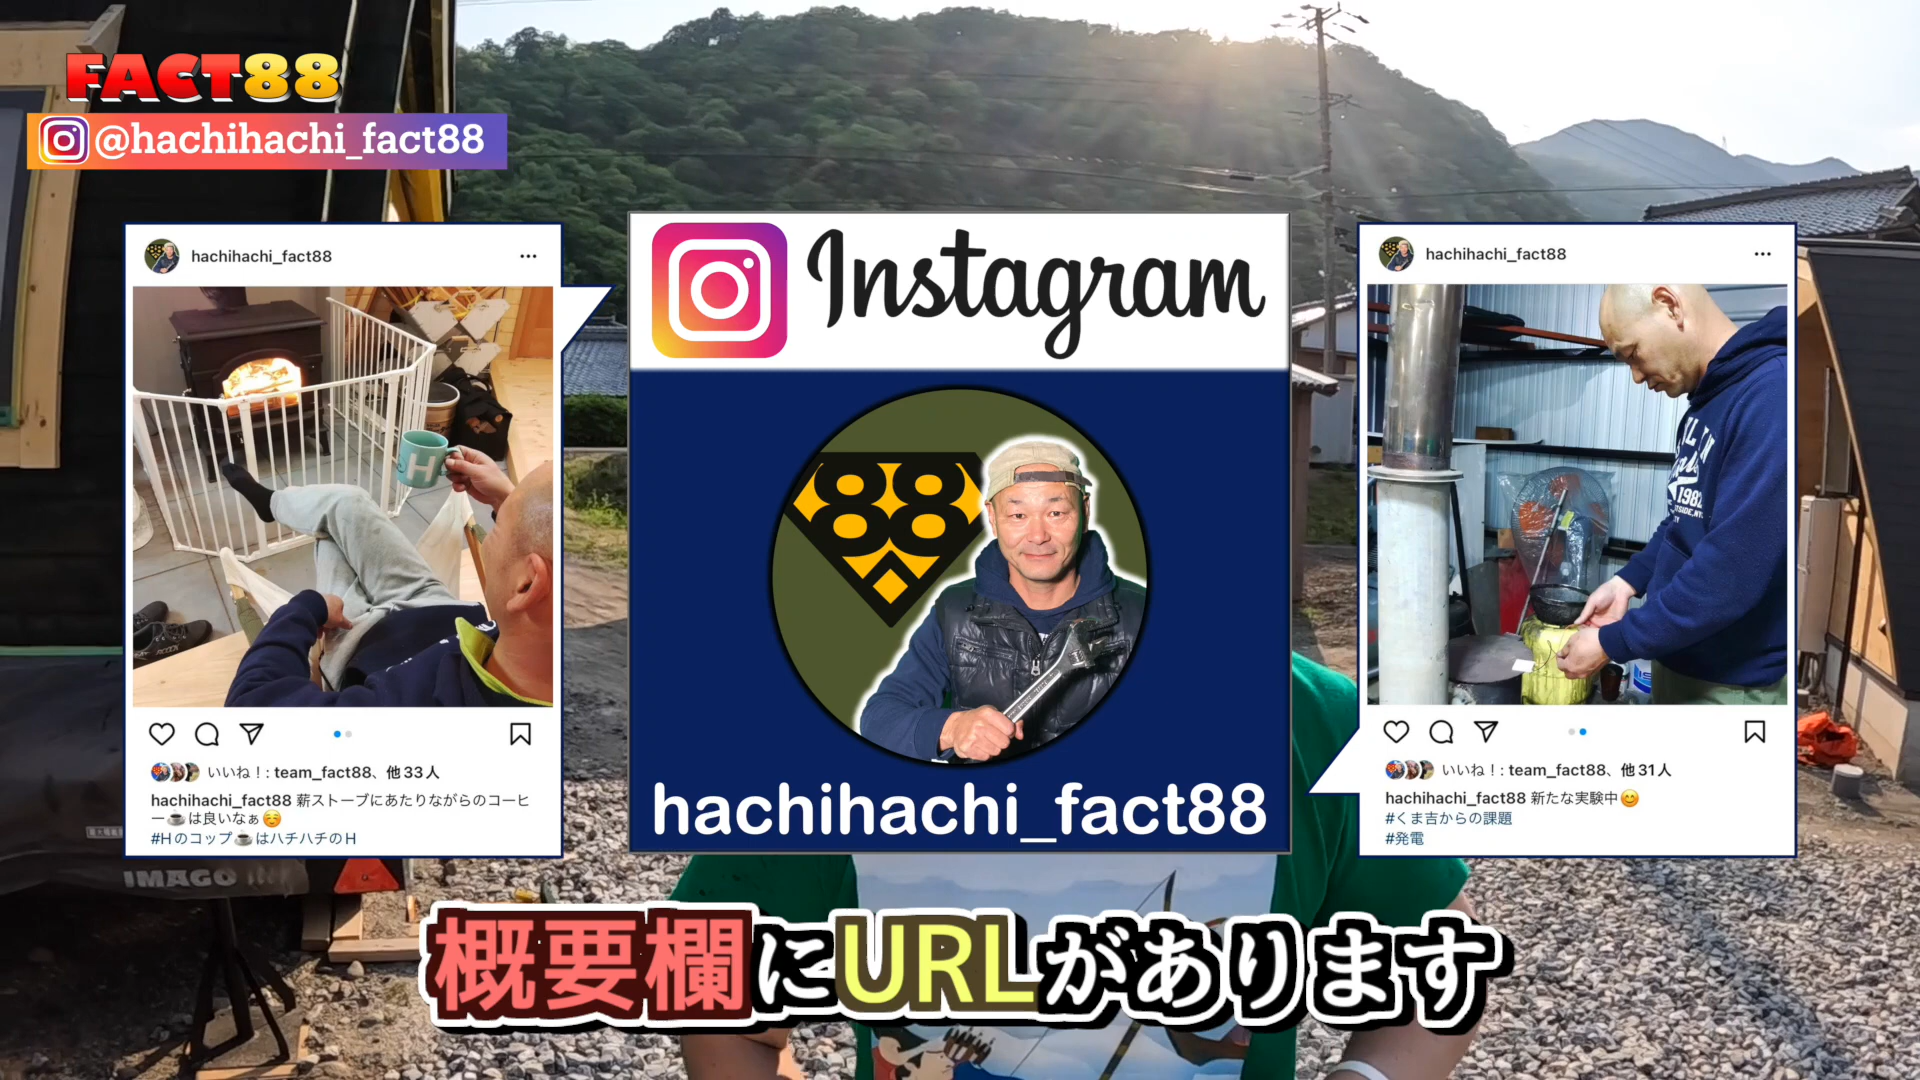 FACT88
@hachihachi_fact88
hachihachi_fact88
H
いいね！: team_fact88、他33人
hachihachi_fact88 薪ストーブにあたりながらのコーヒ
ー☕は良いなぁ☺️
#Hのコップ☕はハチハチのH
Instagram
88
88
hachihachi_fact88
hachihachi_fact88
1982
いいね！: team_fact88、他31人
hachihachi_fact88 新たな実験中😊
#くま吉からの課題
#発電
IMAGO
概要欄にURLがあります